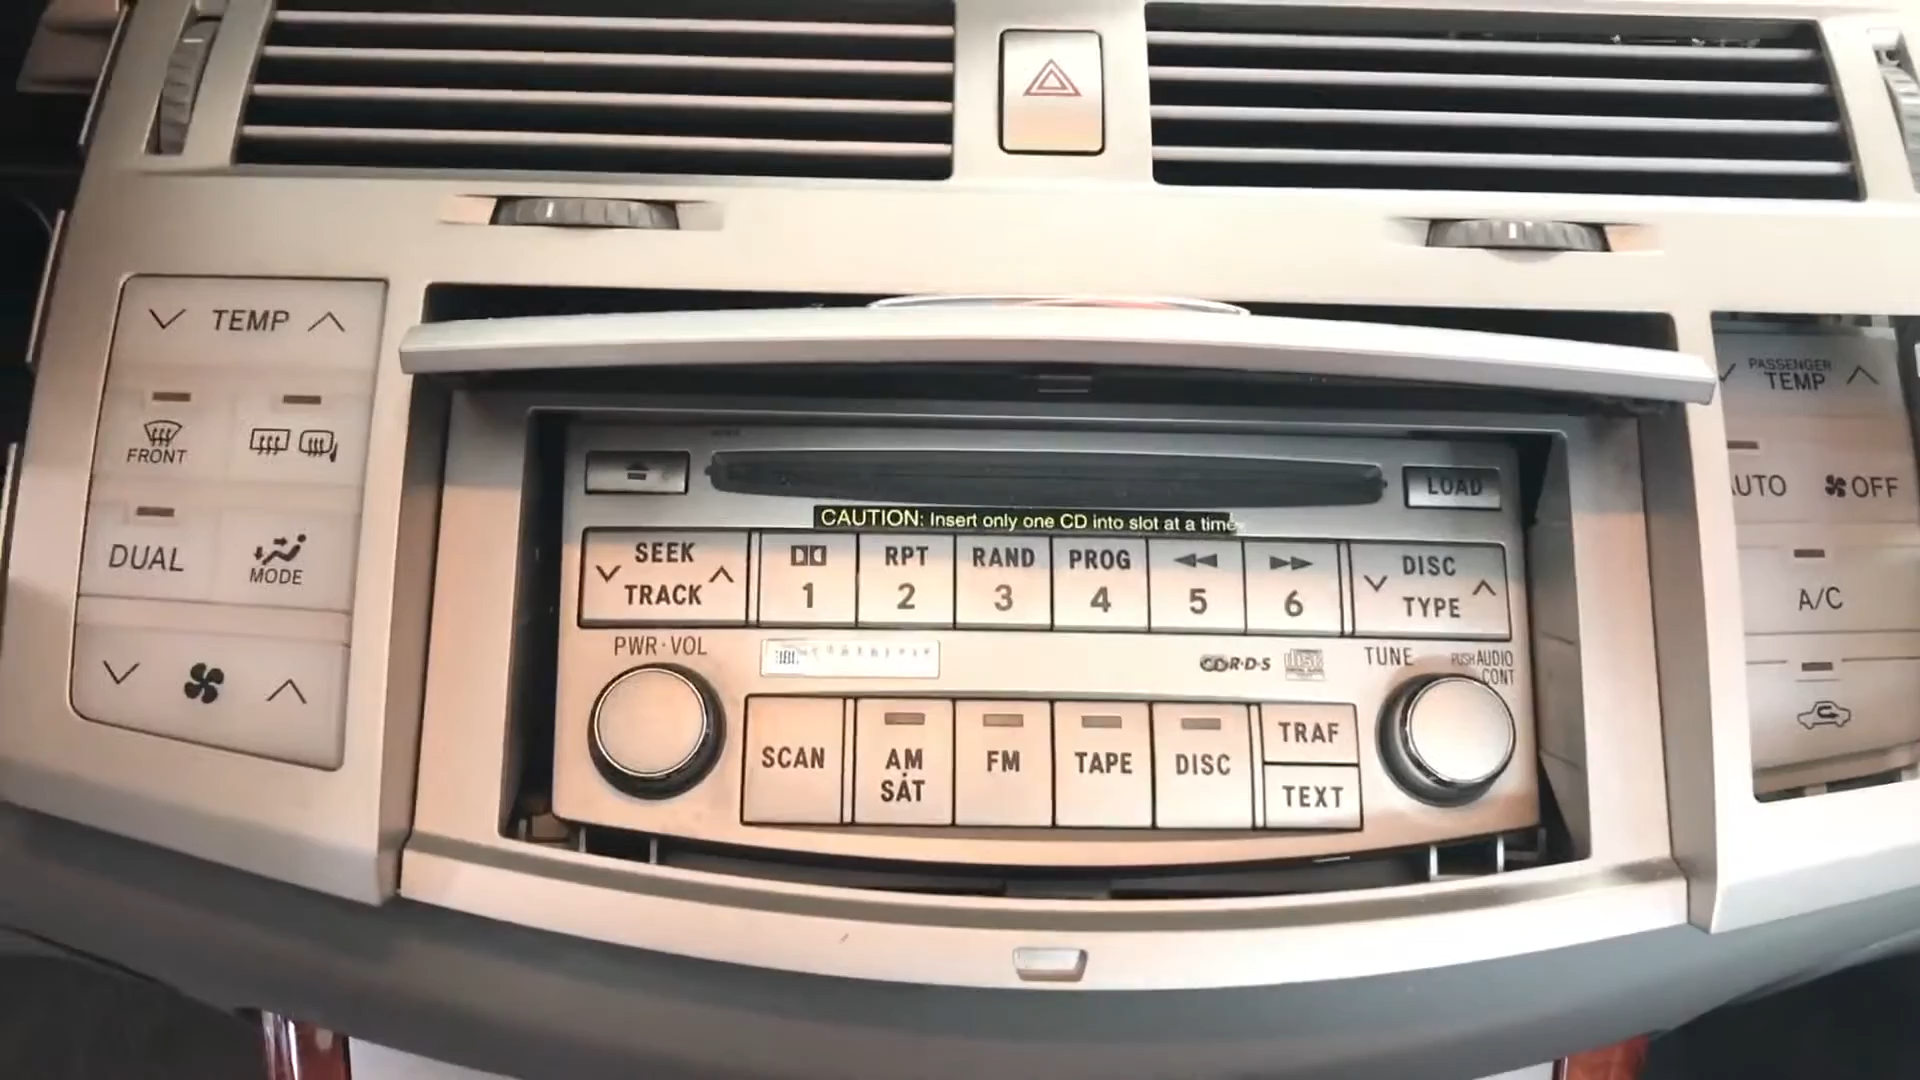 TEMP
FRONT
DUAL
MODE
LOAD
CAUTION: Insert only one CD into slot at a time
SEEK
TRACK
1
RPT
2
RAND
3
PROG
4
5
6
DISC
TYPE
PWR·VOL
JBL
R·D·S
TUNE
PUSH AUDIO
CONT
SCAN
AM
SAT
FM
TAPE
DISC
TRAF
TEXT
PASSENGER
TEMP
AUTO
OFF
A/C